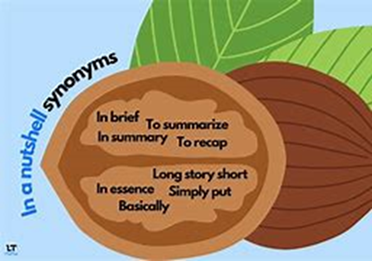 In a nutshell synonyms
In brief
To summarize
In summary
To recap
Long story short
In essence
Simply put
Basically
LT